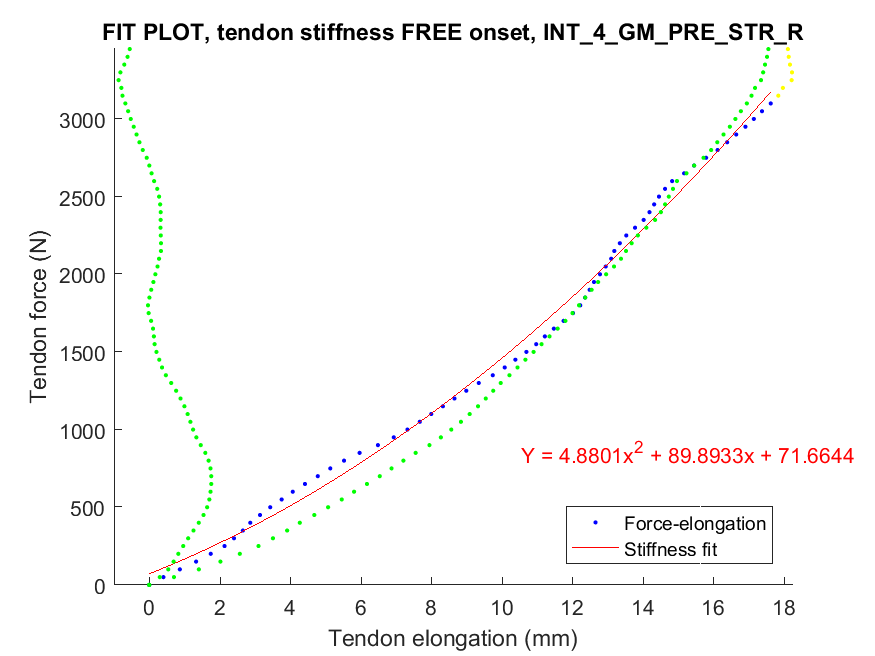 FIT PLOT, tendon stiffness FREE onset, INT_4_GM_PRE_STR_R
3000
2500
2000
1500
1000
500
0
Tendon force (N)
Y = 4.8801x² + 89.8933x + 71.6644
Force-elongation
Stiffness fit
0 2 4 6 8 10 12 14 16 18
Tendon elongation (mm)